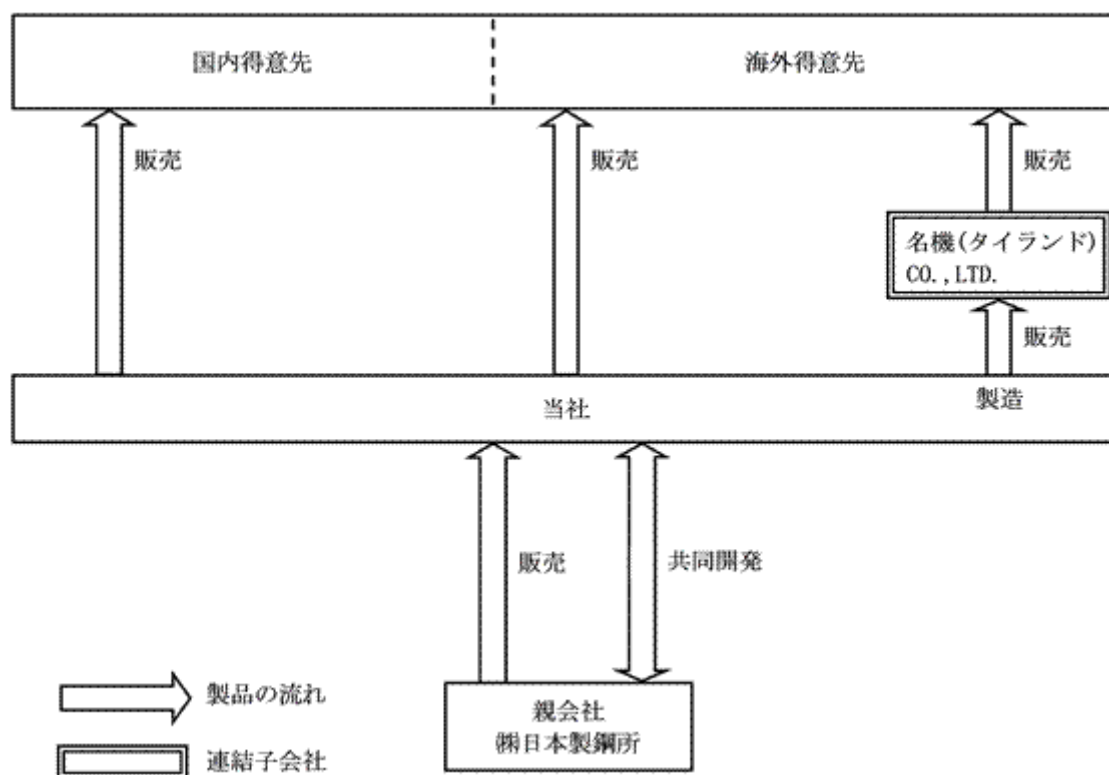 国内得意先
海外得意先
販売
販売
販売
名機(タイランド)
CO.,LTD.
販売
製造
当社
販売
共同開発
製品の流れ
親会社
㈱日本製鋼所
連結子会社